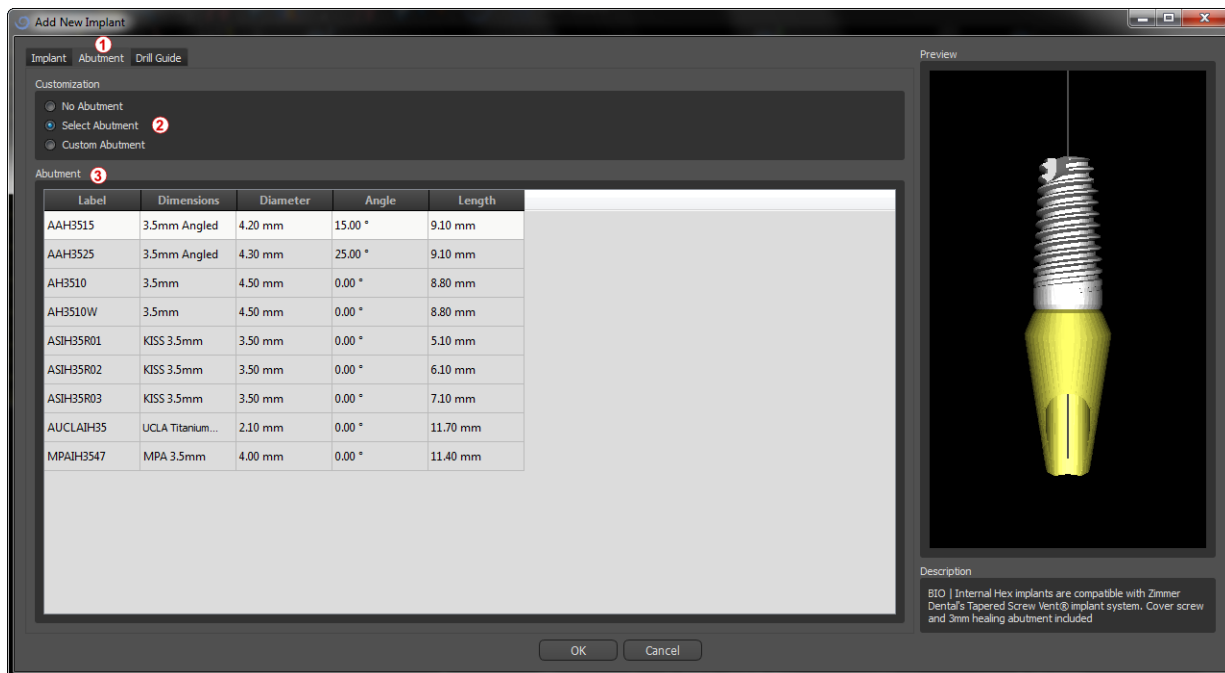 Add New Implant
1
Implant Abutment Drill Guide
Customization
No Abutment
Select Abutment 2
Custom Abutment
Abutment 3
Label Dimensions Diameter Angle Length
AAH3515 3.5mm Angled 4.20 mm 15.00 ° 9.10 mm
AAH3525 3.5mm Angled 4.30 mm 25.00 ° 9.10 mm
AH3510 3.5mm 4.50 mm 0.00 ° 8.80 mm
AH3510W 3.5mm 4.50 mm 0.00 ° 8.80 mm
ASIH35R01 KISS 3.5mm 3.50 mm 0.00 ° 5.10 mm
ASIH35R02 KISS 3.5mm 3.50 mm 0.00 ° 6.10 mm
ASIH35R03 KISS 3.5mm 3.50 mm 0.00 ° 7.10 mm
AUCLAIH35 UCLA Titanium... 2.10 mm 0.00 ° 11.70 mm
MPAIH3547 MPA 3.5mm 4.00 mm 0.00 ° 11.40 mm
Preview
Description
BIO | Internal Hex implants are compatible with Zimmer
Dental's Tapered Screw Vent® implant system. Cover screw
and 3mm healing abutment included
OK Cancel